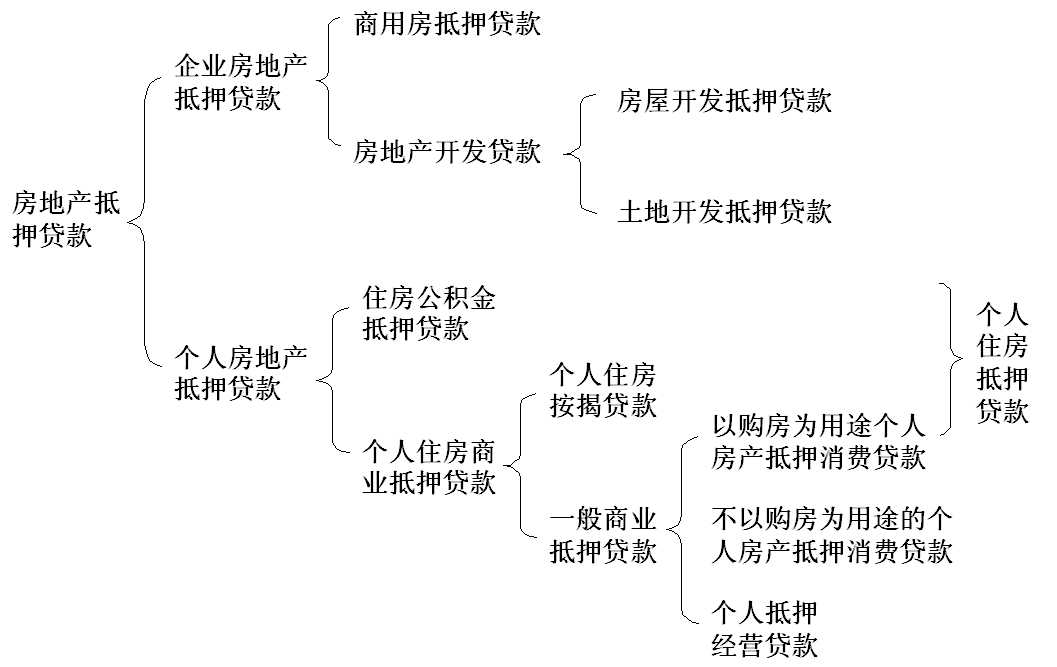 商用房抵押贷款
企业房地产
抵押贷款
房屋开发抵押贷款
房地产开发贷款
房地产抵
押贷款
土地开发抵押贷款
住房公积金
抵押贷款
个人
住房
抵押
贷款
个人房地产
抵押贷款
个人住房
按揭贷款
以购房为用途个人
房产抵押消费贷款
个人住房商
业抵押贷款
一般商业
抵押贷款
不以购房为用途的个
人房产抵押消费贷款
个人抵押
经营贷款